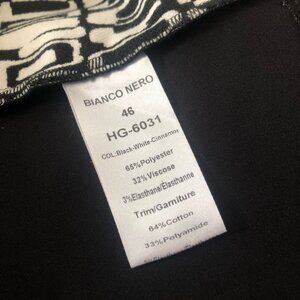 BIANCO NERO
46
HG-6031
COL:Black-White-Cinnamon
65%Polyester
32% Viscose
3%Elasthane/Elasthann
Trim/Garniture
64%Cotton
33%Polyamide